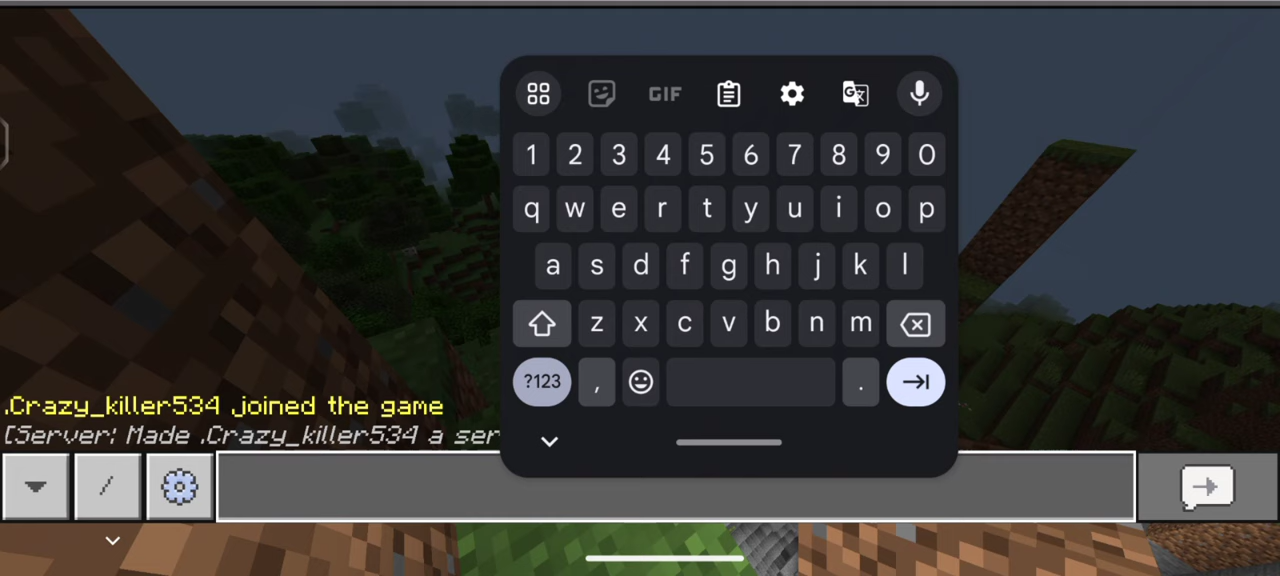 GIF
1 2 3 4 5 6 7 8 9 0
q w e r t y u i o p
a s d f g h j k l
z x c v b n m
?123 , .
.Crazy_killer534 joined the game
[Server: Made .Crazy_killer534 a ser
/